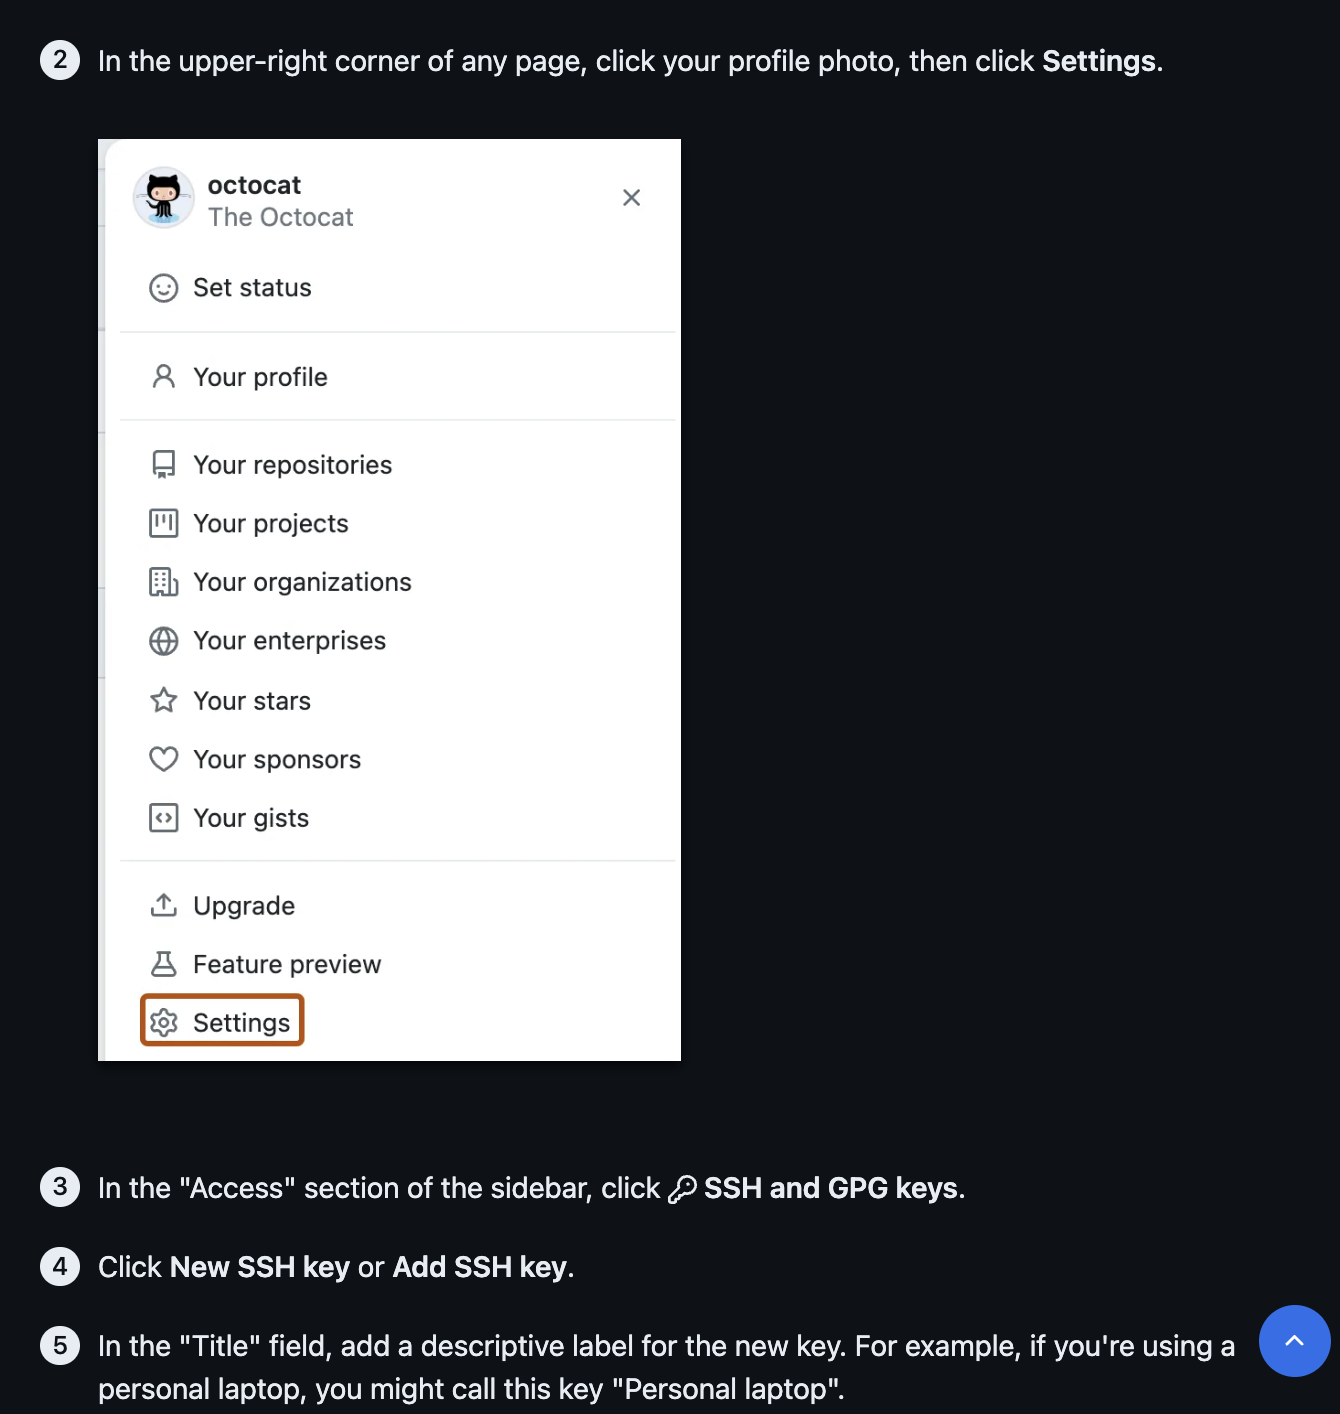 2 In the upper-right corner of any page, click your profile photo, then click Settings.
octocat
The Octocat
Set status
Your profile
Your repositories
Your projects
Your organizations
Your enterprises
Your stars
Your sponsors
Your gists
Upgrade
Feature preview
Settings
3 In the "Access" section of the sidebar, click SSH and GPG keys.
4 Click New SSH key or Add SSH key.
5 In the "Title" field, add a descriptive label for the new key. For example, if you're using a
personal laptop, you might call this key "Personal laptop".